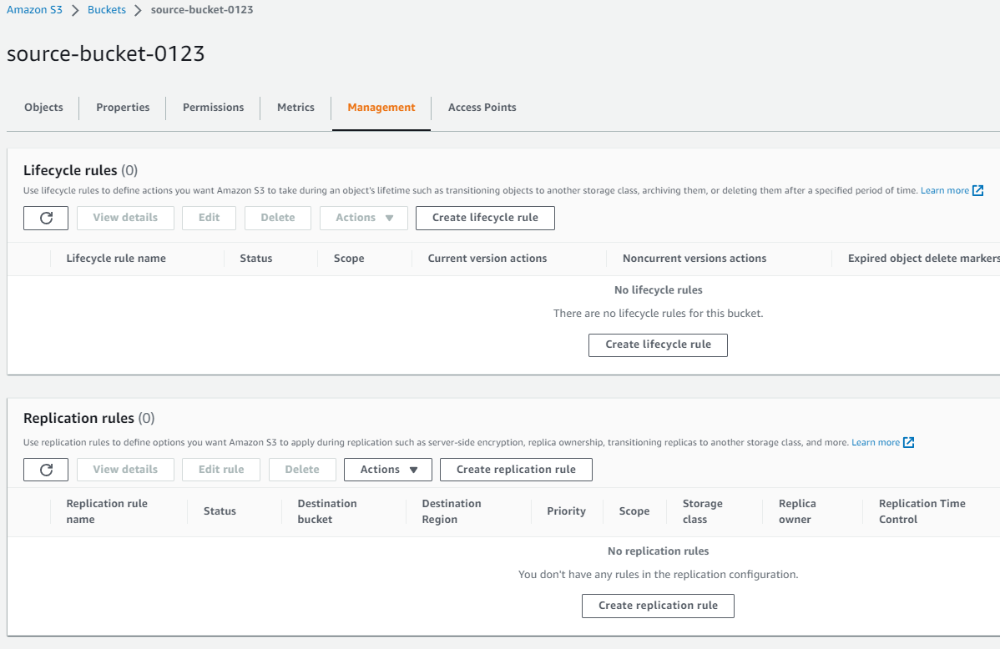 Amazon S3 > Buckets > source-bucket-0123
source-bucket-0123
Objects Properties Permissions Metrics Management Access Points
Lifecycle rules (0)
Use lifecycle rules to define actions you want Amazon S3 to take during an object's lifetime such as transitioning objects to another storage class, archiving them, or deleting them after a specified period of time. Learn more
View details Edit Delete Actions Create lifecycle rule
Lifecycle rule name Status Scope Current version actions Noncurrent versions actions Expired object delete markers
No lifecycle rules
There are no lifecycle rules for this bucket.
Create lifecycle rule
Replication rules (0)
Use replication rules to define options you want Amazon S3 to apply during replication such as server-side encryption, replica ownership, transitioning replicas to another storage class, and more. Learn more
View details Edit rule Delete Actions Create replication rule
Replication rule Destination Destination Storage Replica Replication Time
name Status bucket Region Priority Scope class owner Control
No replication rules
You don't have any rules in the replication configuration.
Create replication rule